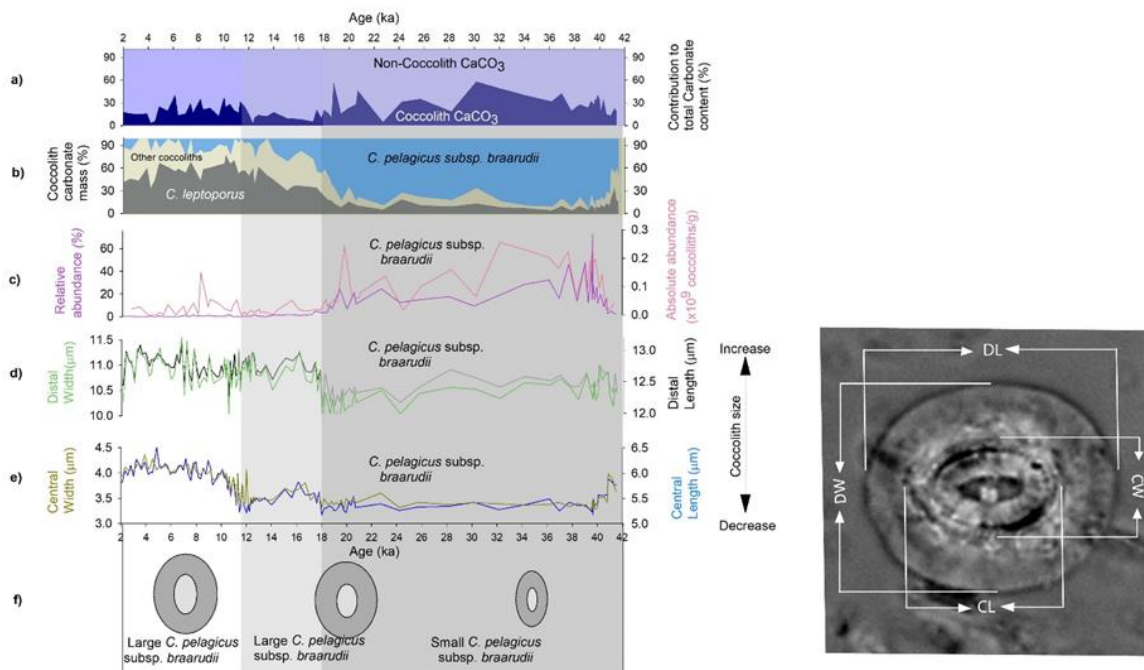 Age (ka)
2 4 6 8 10 12 14 16 18 20 22 24 26 28 30 32 34 36 38 40 42
a)
90
60
30
0
Non-Coccolith CaCO3
Coccolith CaCO3
90
60
30
0
Contribution to
total Carbonate
content (%)
b)
Coccolith
carbonate
mass (%)
90
60
30
0
Other coccoliths
C. leptoporus
C. pelagicus subsp. braarudii
90
60
30
0
c)
Relative
abundance (%)
60
40
20
0
C. pelagicus subsp.
braarudii
0.3
0.2
0.1
0.0
Absolute abundance
(x10⁹ coccoliths/g)
d)
Distal
Width(μm)
11.5
11.0
10.5
10.0
C. pelagicus subsp.
braarudii
13.0
12.5
12.0
Distal
Length (μm)
e)
Central
Width (μm)
4.5
4.0
3.5
3.0
C. pelagicus subsp.
braarudii
6.5
6.0
5.5
5.0
Central
Length (μm)
Increase
Coccolith size
Decrease
2 4 6 8 10 12 14 16 18 20 22 24 26 28 30 32 34 36 38 40 42
Age (ka)
f)
Large C. pelagicus
subsp. braarudii
Large C. pelagicus
subsp. braarudii
Small C. pelagicus
subsp. braarudii
DL
DW
CW
CL